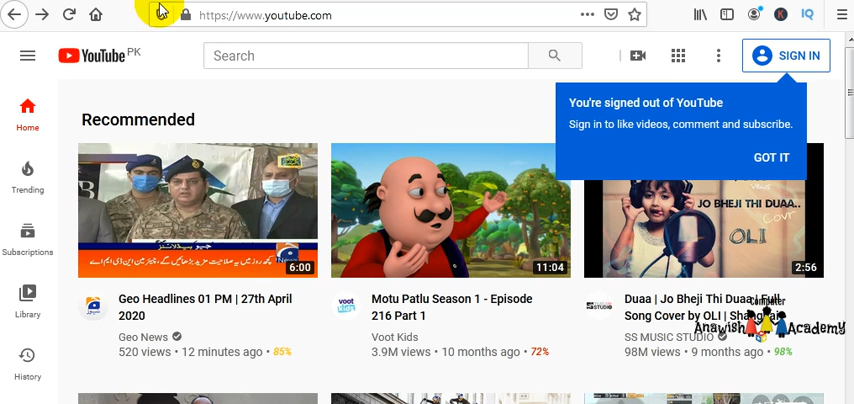 https://www.youtube.com
YouTube PK
Search
SIGN IN
You're signed out of YouTube
Sign in to like videos, comment and subscribe.
GOT IT
Home
Trending
Subscriptions
Library
History
Recommended
6:00
Geo Headlines 01 PM | 27th April
2020
Geo News
520 views • 12 minutes ago • 85%
11:04
Motu Patlu Season 1 - Episode
216 Part 1
voot
kids
Voot Kids
3.9M views • 10 months ago • 72%
JO BHEJI THI DUAA..
OLI
2:56
Duaa | Jo Bheji Thi Duaa | Full
Song Cover by OLI |
SS MUSIC STUDIO
98M views • 9 months ago • 98%
Computer
Anawish Academy